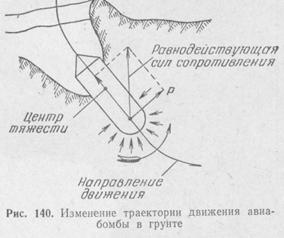 Равнодействующая
сил сопротивления
P
Центр
тяжести
Направление
движения
Рис. 140. Изменение траектории движения авиа-
бомбы в грунте